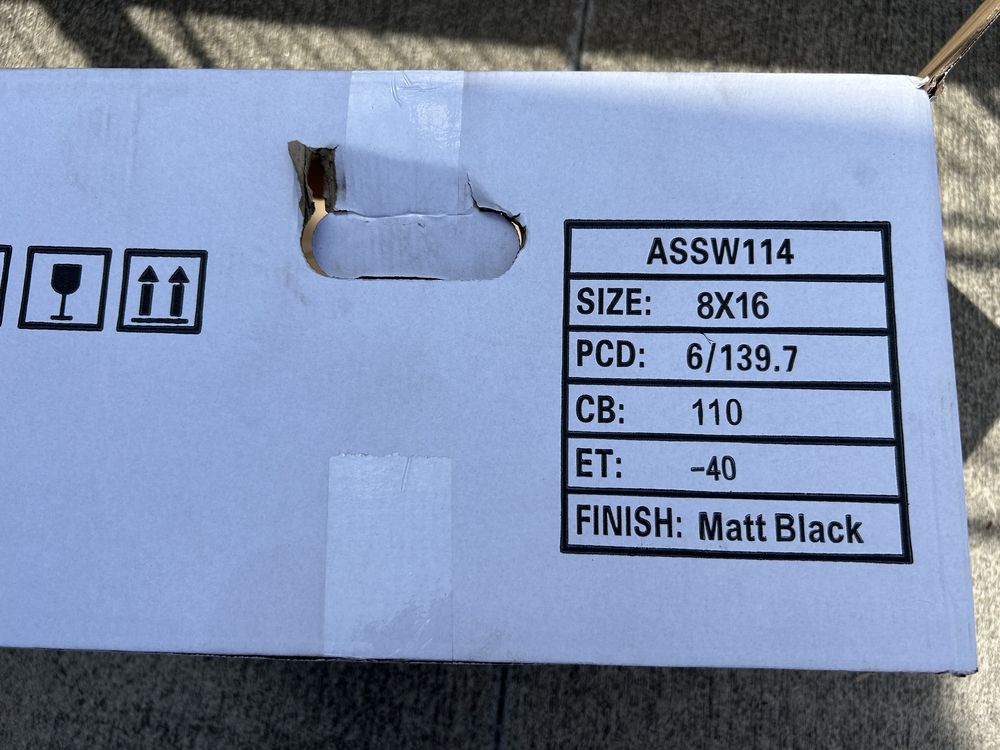 ASSW114
SIZE: 8X16
PCD: 6/139.7
CB: 110
ET: -40
FINISH: Matt Black